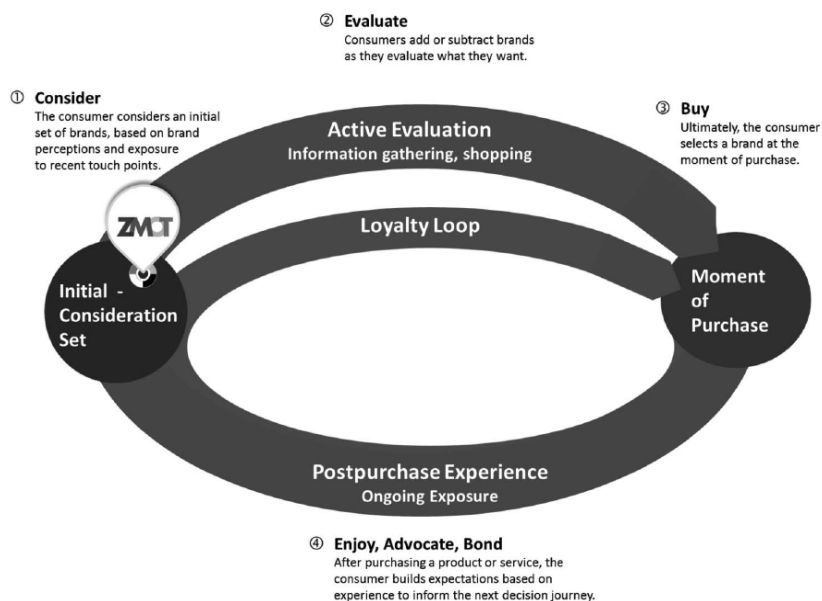 ② Evaluate
Consumers add or subtract brands
as they evaluate what they want.
① Consider
The consumer considers an initial
set of brands, based on brand
perceptions and exposure
to recent touch points.
③ Buy
Ultimately, the consumer
selects a brand at the
moment of purchase.
Active Evaluation
Information gathering, shopping
ZMOT
Loyalty Loop
Initial -
Consideration
Set
Moment
of
Purchase
Postpurchase Experience
Ongoing Exposure
④ Enjoy, Advocate, Bond
After purchasing a product or service, the
consumer builds expectations based on
experience to inform the next decision journey.